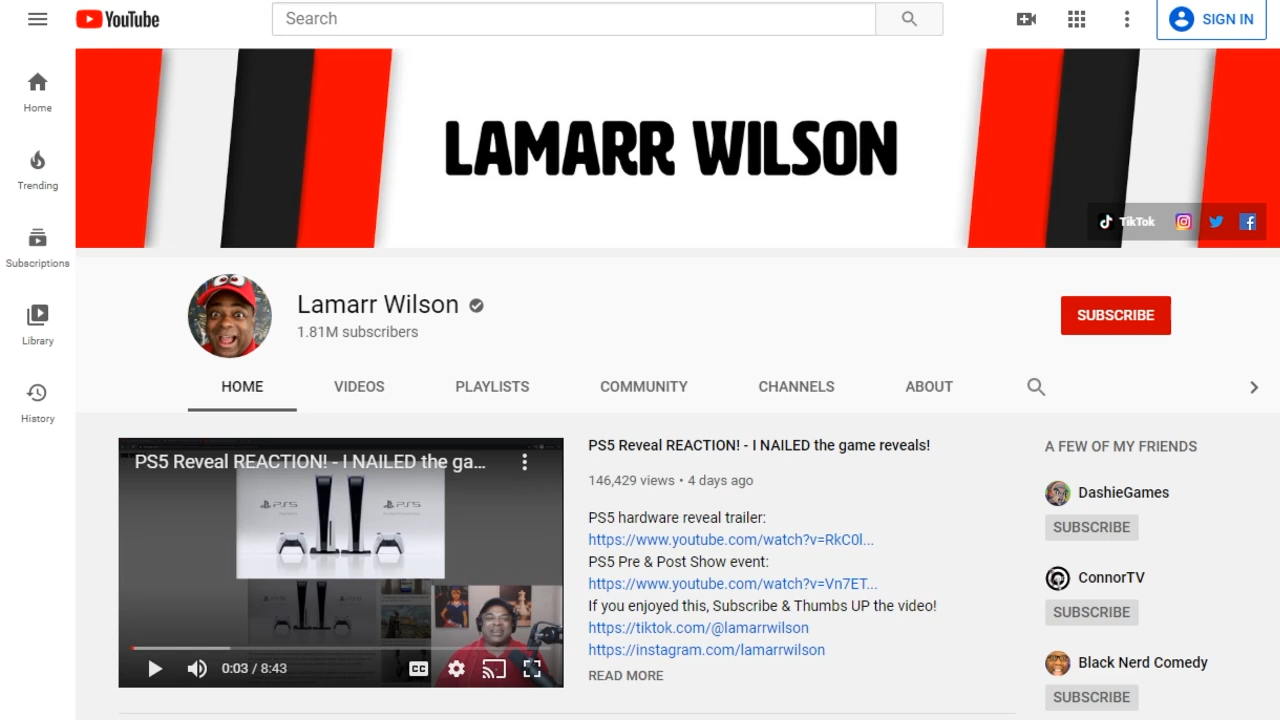 YouTube
Search
SIGN IN
Home
Trending
Subscriptions
Library
History
LAMARR WILSON
TikTok
Lamarr Wilson
1.81M subscribers
SUBSCRIBE
HOME VIDEOS PLAYLISTS COMMUNITY CHANNELS ABOUT
PS5 Reveal REACTION! - I NAILED the ga...
PS5 PS5
0:03 / 8:43
CC
PS5 Reveal REACTION! - I NAILED the game reveals!
146,429 views • 4 days ago
PS5 hardware reveal trailer:
https://www.youtube.com/watch?v=RkC0l...
PS5 Pre & Post Show event:
https://www.youtube.com/watch?v=Vn7ET...
If you enjoyed this, Subscribe & Thumbs UP the video!
https://tiktok.com/@lamarrwilson
https://instagram.com/lamarrwilson
READ MORE
A FEW OF MY FRIENDS
DashieGames
SUBSCRIBE
ConnorTV
SUBSCRIBE
Black Nerd Comedy
SUBSCRIBE